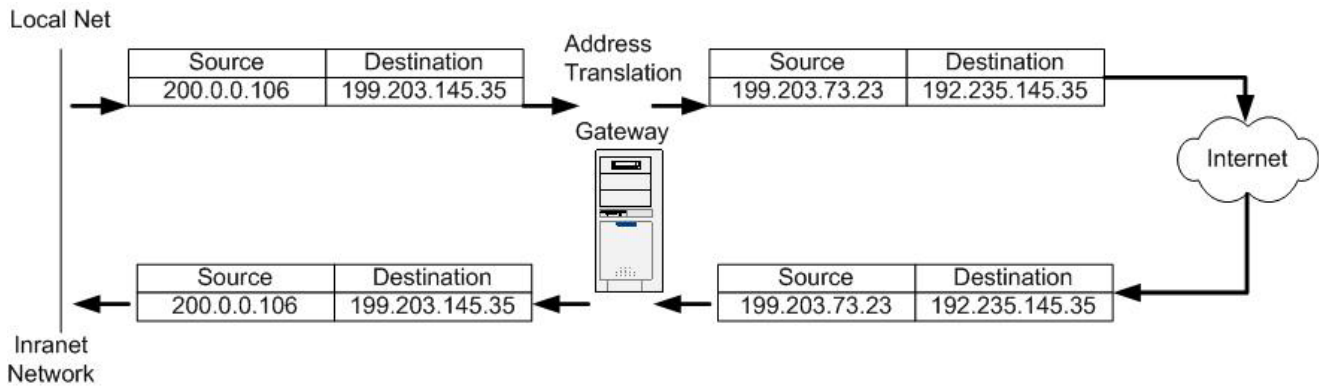 Local Net
Source Destination
200.0.0.106 199.203.145.35
Address
Translation
Source Destination
199.203.73.23 192.235.145.35
Gateway
Internet
Source Destination
200.0.0.106 199.203.145.35
Source Destination
199.203.73.23 192.235.145.35
Inranet
Network